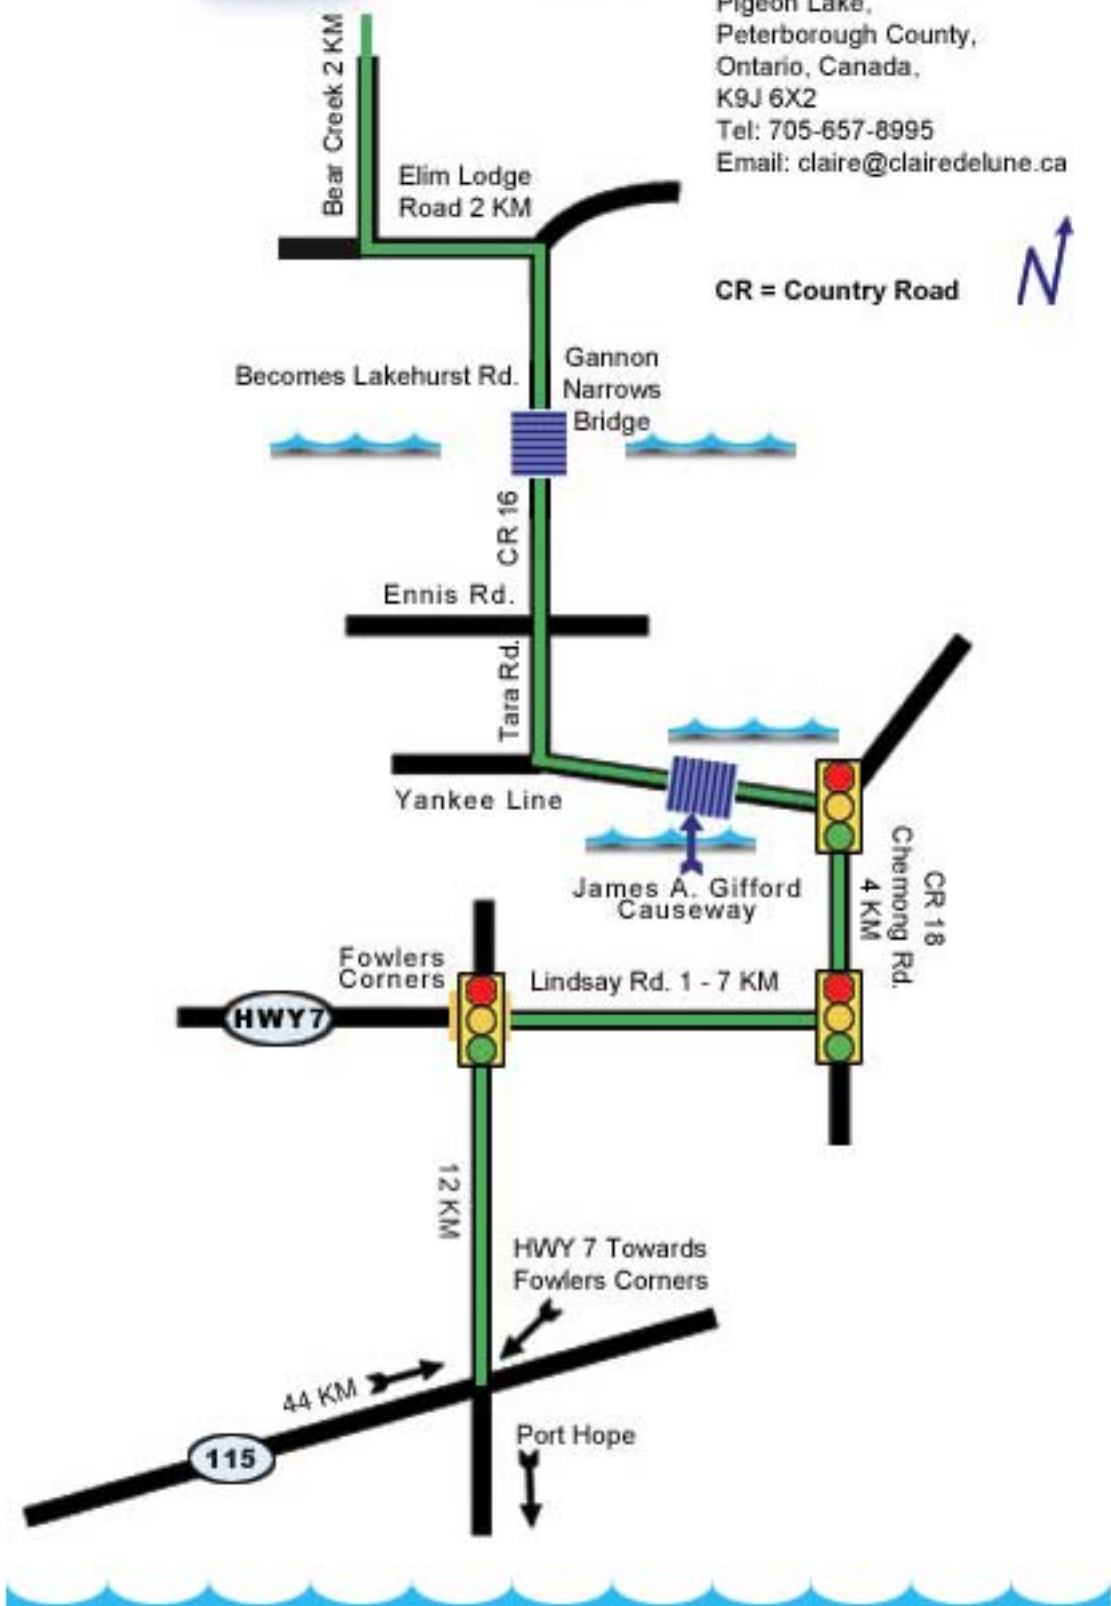 Pigeon Lake,
Peterborough County,
Ontario, Canada,
K9J 6X2
Tel: 705-657-8995
Email: claire@clairedelune.ca
Bear Creek 2 KM
Elim Lodge
Road 2 KM
N
CR = Country Road
Becomes Lakehurst Rd.
Gannon
Narrows
Bridge
CR 16
Ennis Rd.
Tara Rd.
Yankee Line
James A. Gifford
Causeway
CR 18
Chemong Rd.
4 KM
Fowlers
Corners
Lindsay Rd. 1 - 7 KM
HWY7
12 KM
HWY 7 Towards
Fowlers Corners
44 KM
115
Port Hope